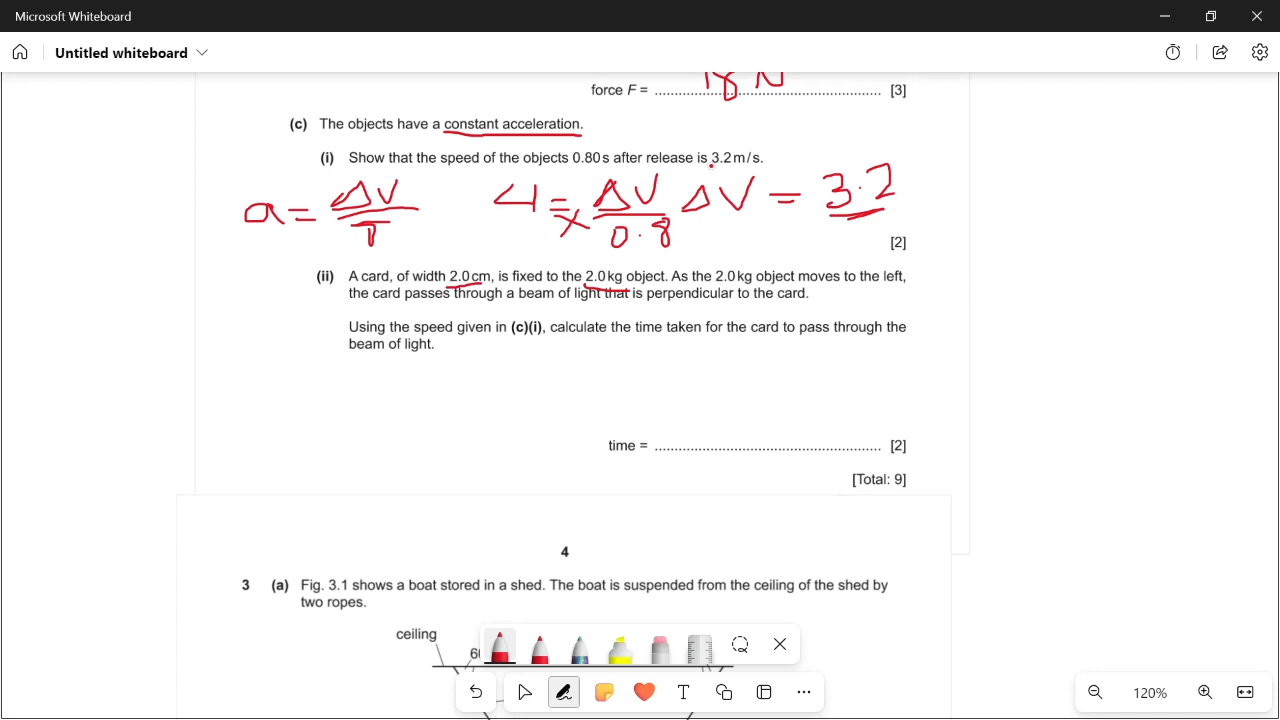 Microsoft Whiteboard
Untitled whiteboard
18 N
force F = ........................................................ [3]
(c) The objects have a constant acceleration.
(i) Show that the speed of the objects 0.80 s after release is 3.2 m/s.
a = ΔV/T 4 = ΔV/0.8 ΔV = 3.2
[2]
(ii) A card, of width 2.0 cm, is fixed to the 2.0 kg object. As the 2.0 kg object moves to the left,
the card passes through a beam of light that is perpendicular to the card.
Using the speed given in (c)(i), calculate the time taken for the card to pass through the
beam of light.
time = ........................................................ [2]
[Total: 9]
4
3 (a) Fig. 3.1 shows a boat stored in a shed. The boat is suspended from the ceiling of the shed by
two ropes.
ceiling
120%